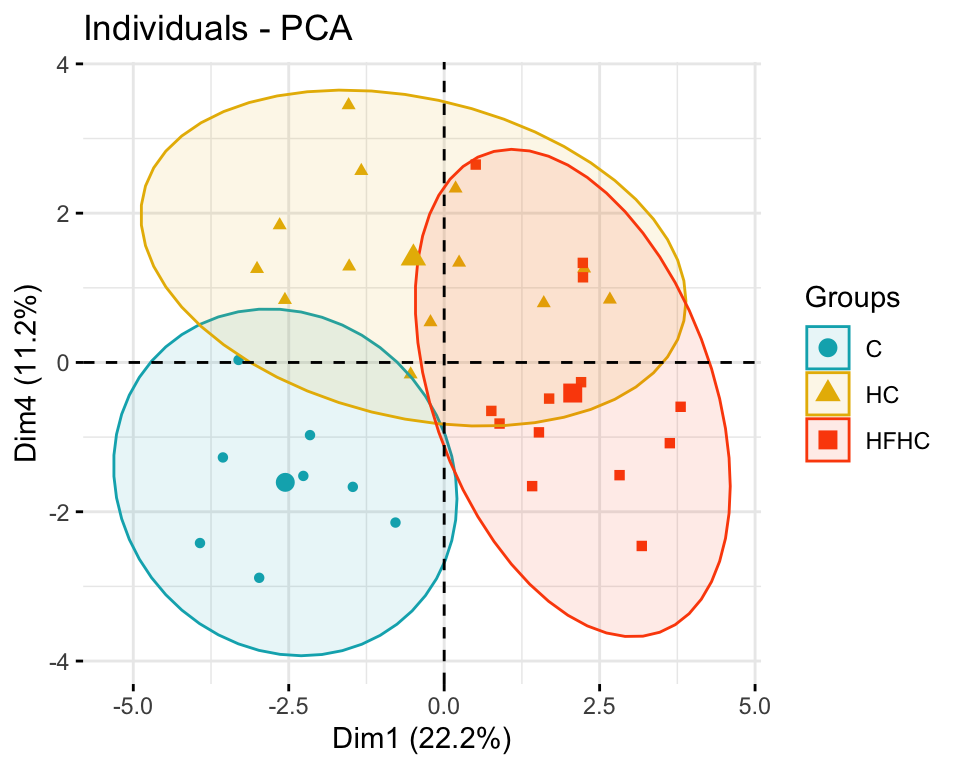 Individuals - PCA
4
2
0
-2
-4
Dim4 (11.2%)
-5.0 -2.5 0.0 2.5 5.0
Dim1 (22.2%)
Groups
C
HC
HFHC